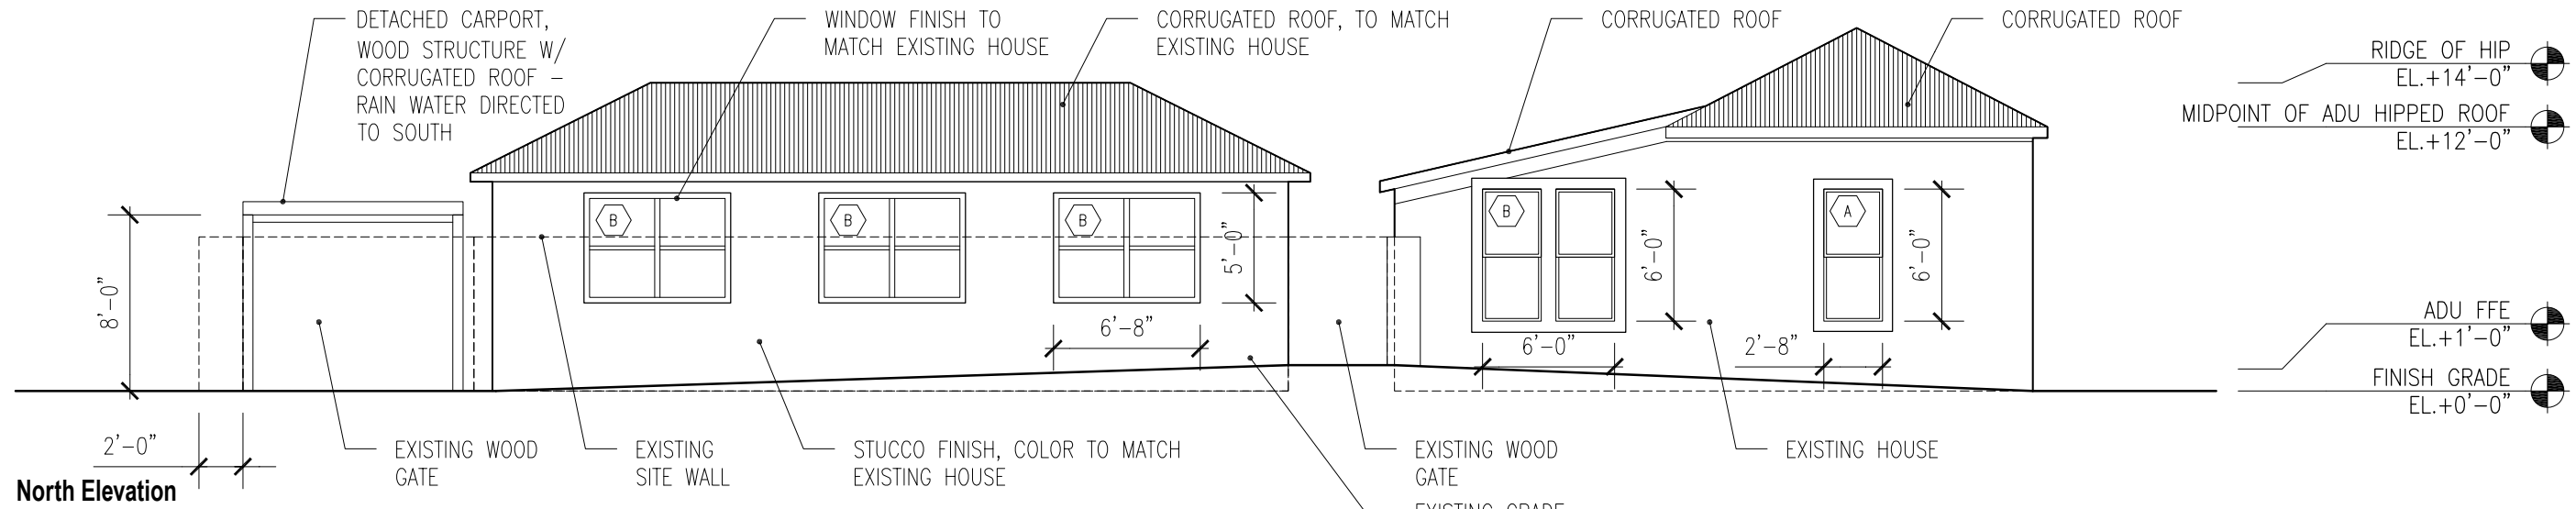 DETACHED CARPORT,
WOOD STRUCTURE W/
CORRUGATED ROOF –
RAIN WATER DIRECTED
TO SOUTH
WINDOW FINISH TO
MATCH EXISTING HOUSE
CORRUGATED ROOF, TO MATCH
EXISTING HOUSE
CORRUGATED ROOF
CORRUGATED ROOF
RIDGE OF HIP
EL.+14'-0"
MIDPOINT OF ADU HIPPED ROOF
EL.+12'-0"
B
B
B
B
A
8'-0"
5'-0"
6'-0"
6'-0"
6'-8"
6'-0"
2'-8"
ADU FFE
EL.+1'-0"
FINISH GRADE
EL.+0'-0"
2'-0"
EXISTING WOOD
GATE
EXISTING
SITE WALL
STUCCO FINISH, COLOR TO MATCH
EXISTING HOUSE
EXISTING WOOD
GATE
EXISTING GRADE
EXISTING HOUSE
North Elevation